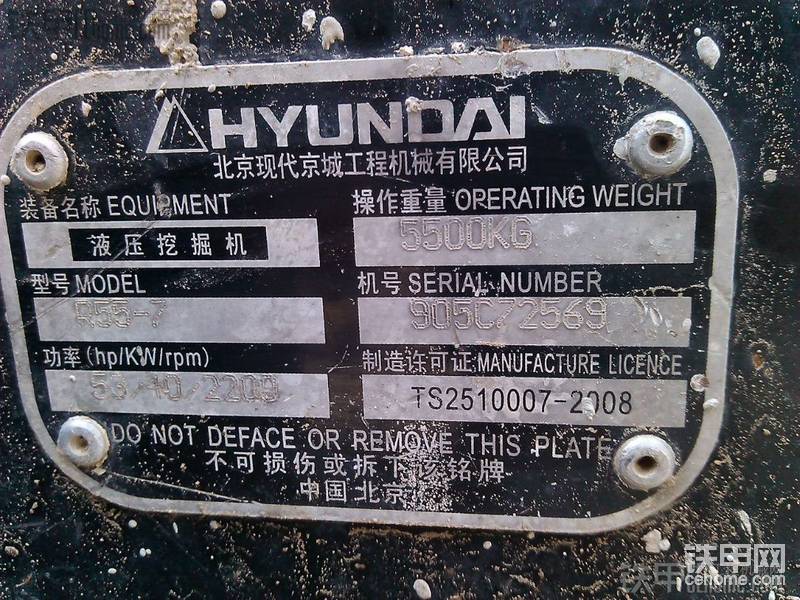 HYUNDAI
北京现代京城工程机械有限公司
装备名称 EQUIPMENT
操作重量 OPERATING WEIGHT
液压挖掘机
5500KG
型号 MODEL
机号 SERIAL NUMBER
R55-7
905C72569
功率(hp/KW/rpm)
制造许可证 MANUFACTURE LICENCE
53/40/2200
TS2510007-2008
DO NOT DEFACE OR REMOVE THIS PLATE
不可损伤或拆下该铭牌
中国北京
铁甲网
cehome.com